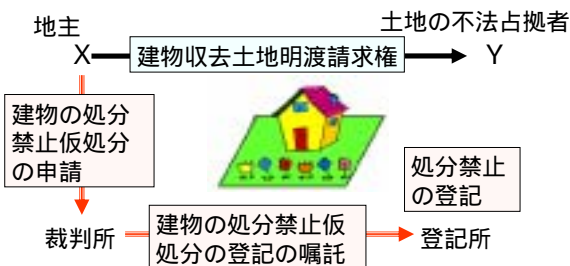 地主
土地の不法占拠者
X
建物収去土地明渡請求権
Y
建物の処分
禁止仮処分
の申請
処分禁止
の登記
裁判所
建物の処分禁止仮
処分の登記の嘱託
登記所